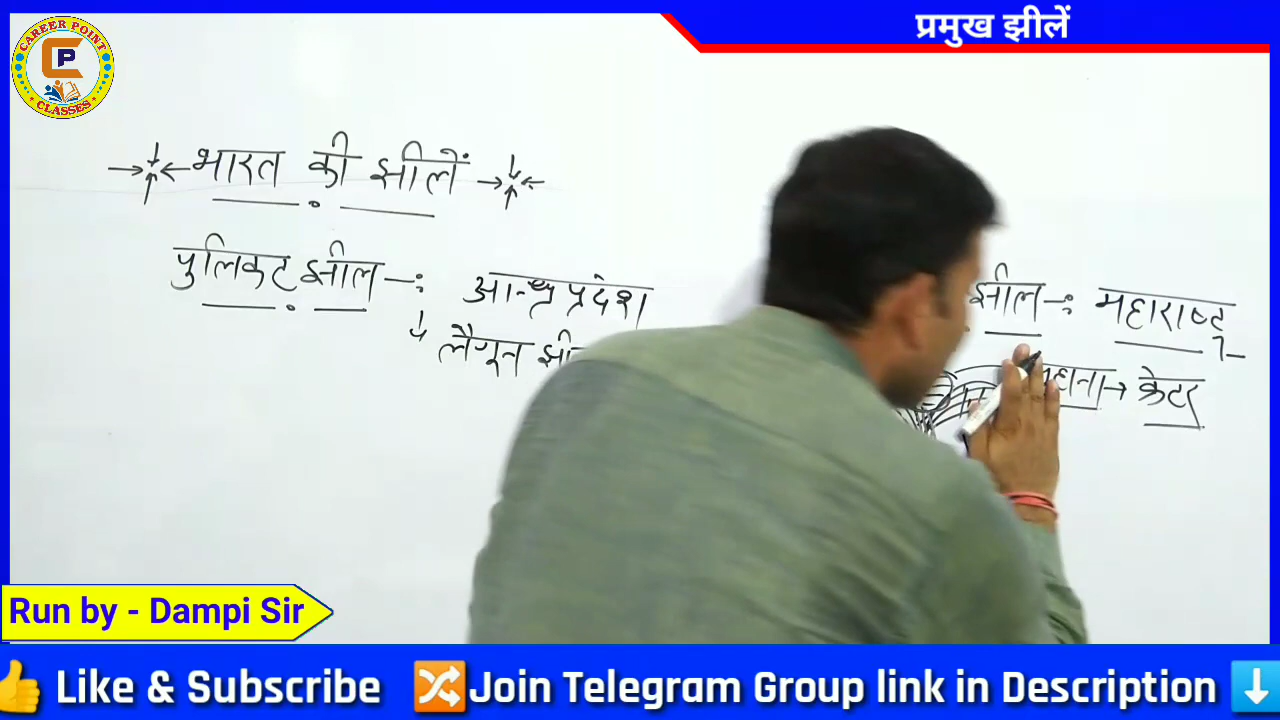 प्रमुख झीलें
CAREER POINT
CP
CLASSES
भारत की झीलें
पुलिकट झील -: आन्ध्र प्रदेश
लैगून
झील -: महाराष्ट्र
→ क्रेटर
Run by - Dampi Sir
Like & Subscribe Join Telegram Group link in Description